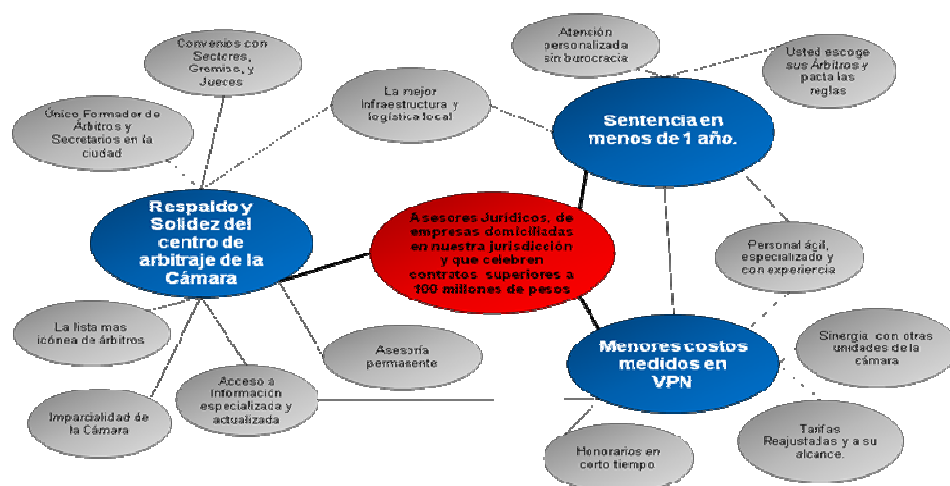 Convenios con
Sectores,
Gremios, y
Jueces
Atención
personalizada
sin burocracia
Usted escoge
sus Árbitros y
pacta las
reglas
Único Formador de
Árbitros y
Secretarios en la
ciudad
La mejor
Infraestructura y
logística local
Sentencia en
menos de 1 año.
Respaldo y
Solidez del
centro de
arbitraje de la
Cámara
Asesores Jurídicos, de
empresas domiciliadas
en nuestra jurisdicción
y que celebren
contratos superiores a
100 millones de pesos
Personal ágil,
especializado y
con experiencia
La lista mas
icónea de árbitros
Asesoría
permanente
Menores costos
medidos en
VPN
Sinergia con otras
unidades de la
cámara
Imparcialidad de
la Cámara
Acceso a
información
especializada y
actualizada
Honorarios en
corto tiempo
Tarifas
Reajustadas y a su
alcance.